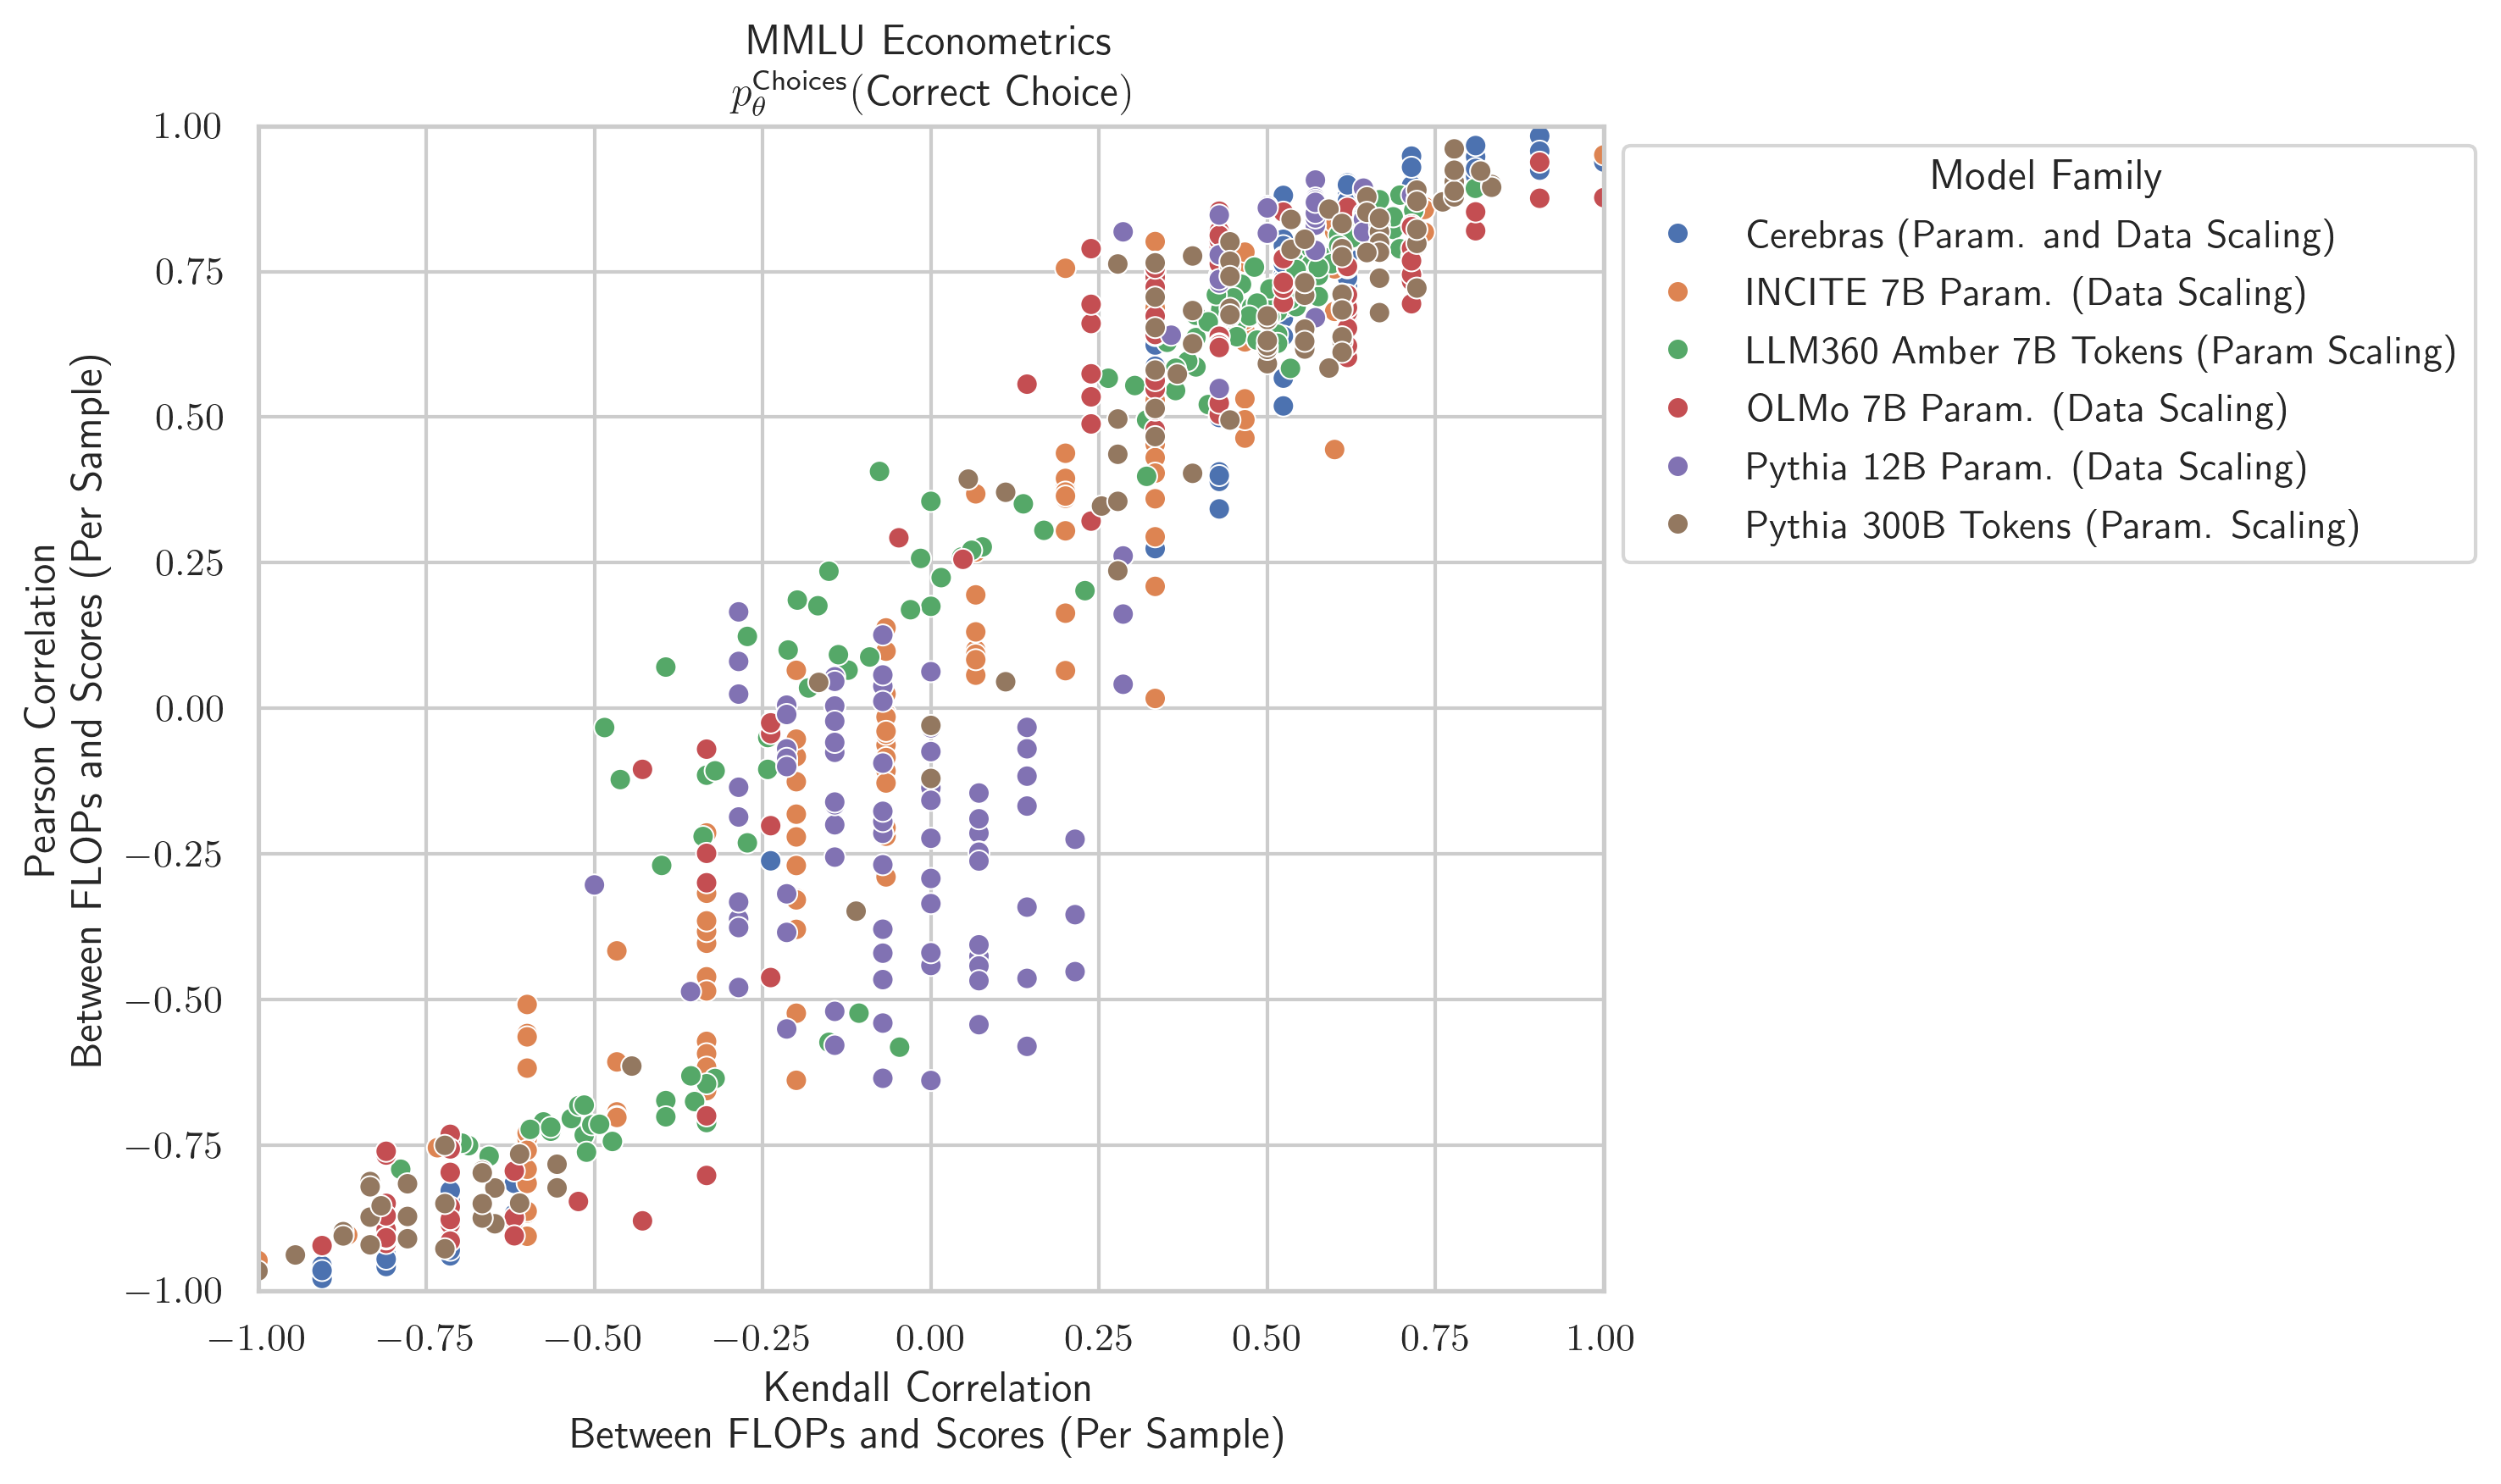 MMLU Econometrics
p_θ^Choices(Correct Choice)
1.00
0.75
0.50
0.25
0.00
−0.25
−0.50
−0.75
−1.00
Pearson Correlation
Between FLOPs and Scores (Per Sample)
−1.00 −0.75 −0.50 −0.25 0.00 0.25 0.50 0.75 1.00
Kendall Correlation
Between FLOPs and Scores (Per Sample)
Model Family
Cerebras (Param. and Data Scaling)
INCITE 7B Param. (Data Scaling)
LLM360 Amber 7B Tokens (Param Scaling)
OLMo 7B Param. (Data Scaling)
Pythia 12B Param. (Data Scaling)
Pythia 300B Tokens (Param. Scaling)